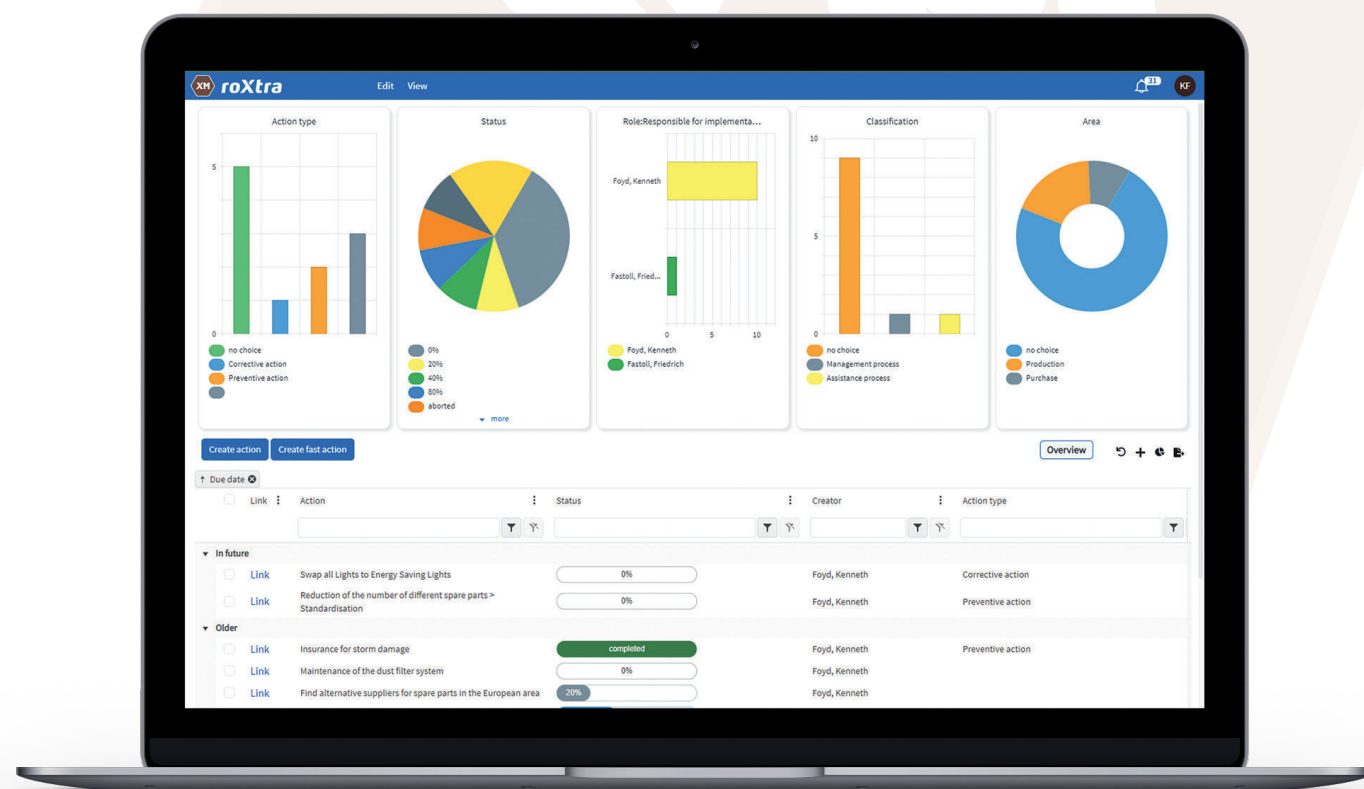 XM roXtra Edit View 31 KF
Action type
5
0
no choice
Corrective action
Preventive action
Status
0%
20%
40%
80%
aborted
more
Role:Responsible for implementa...
Foyd, Kenneth
Fastoll, Fried...
0 5 10
Foyd, Kenneth
Fastoll, Friedrich
Classification
10
5
0
no choice
Management process
Assistance process
Area
no choice
Production
Purchase
Create action Create fast action Overview
Due date
Link Action Status Creator Action type
In future
Link Swap all Lights to Energy Saving Lights 0% Foyd, Kenneth Corrective action
Link Reduction of the number of different spare parts > 0% Foyd, Kenneth Preventive action
Standardisation
Older
Link Insurance for storm damage completed Foyd, Kenneth Preventive action
Link Maintenance of the dust filter system 0% Foyd, Kenneth
Link Find alternative suppliers for spare parts in the European area 20% Foyd, Kenneth